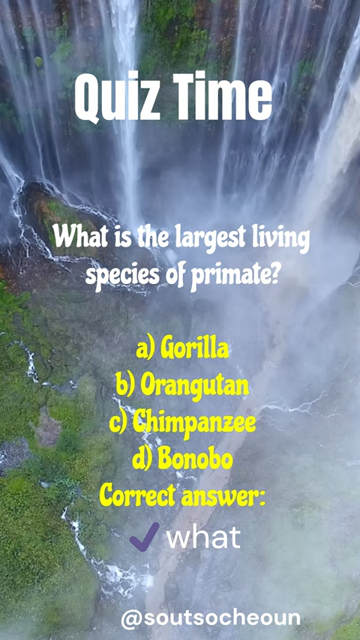 Quiz Time
What is the largest living
species of primate?
a) Gorilla
b) Orangutan
c) Chimpanzee
d) Bonobo
Correct answer:
✔ what
@soutsocheoun